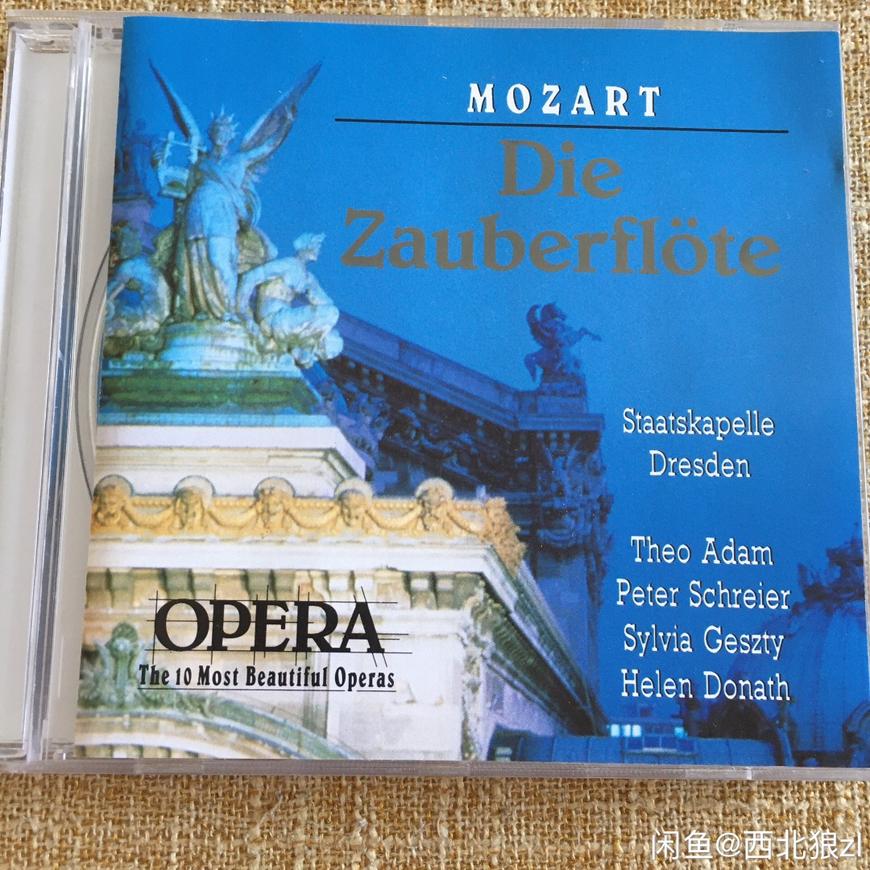 MOZART
Die
Zauberflöte
Staatskapelle
Dresden
Theo Adam
Peter Schreier
Sylvia Geszty
Helen Donath
OPERA
The 10 Most Beautiful Operas
闲鱼@西北狼zl